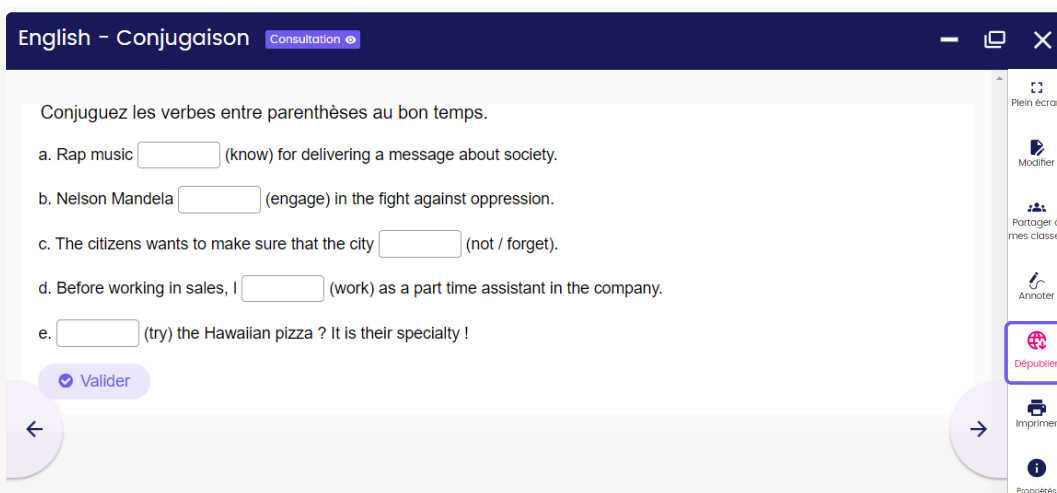 English - Conjugaison Consultation
Plein écran
Conjuguez les verbes entre parenthèses au bon temps.
a. Rap music (know) for delivering a message about society.
Modifier
b. Nelson Mandela (engage) in the fight against oppression.
Partager à
mes classe
c. The citizens wants to make sure that the city (not / forget).
d. Before working in sales, I (work) as a part time assistant in the company.
Annoter
e. (try) the Hawaiian pizza ? It is their specialty !
Dépublier
Valider
Imprimer
Propriétés